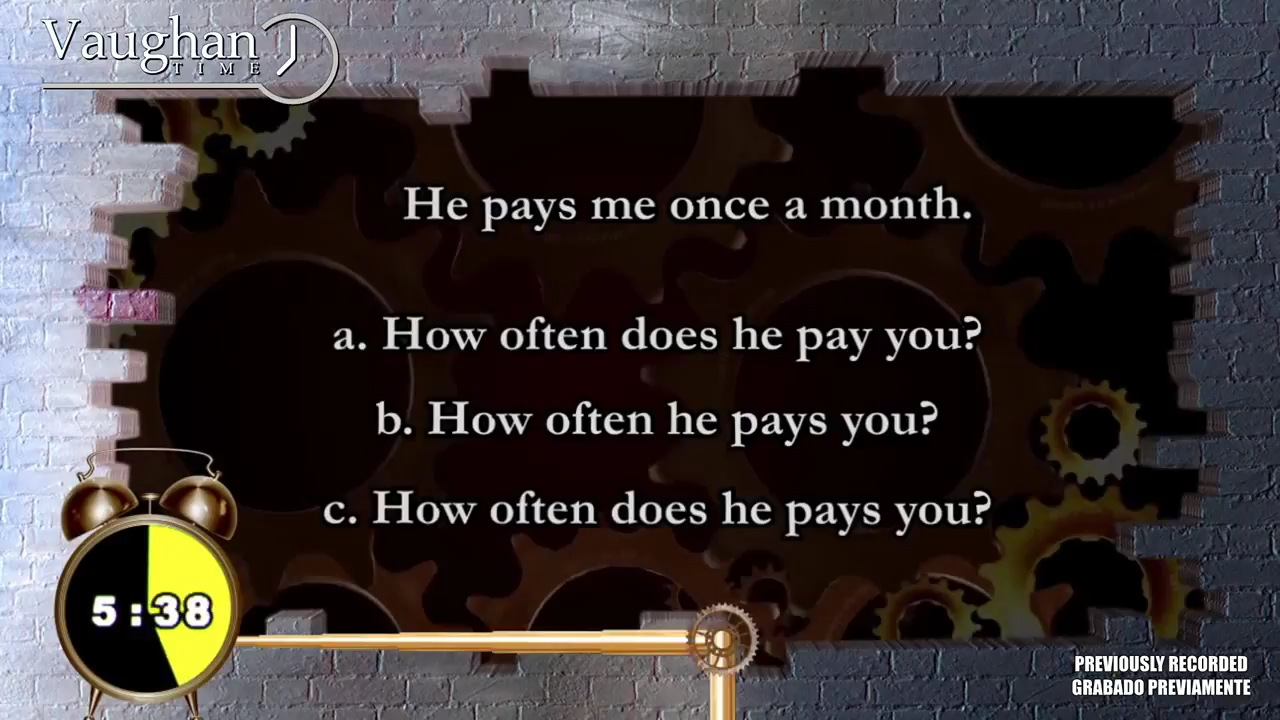 Vaughan
TIME
He pays me once a month.
a. How often does he pay you?
b. How often he pays you?
c. How often does he pays you?
5:38
PREVIOUSLY RECORDED
GRABADO PREVIAMENTE